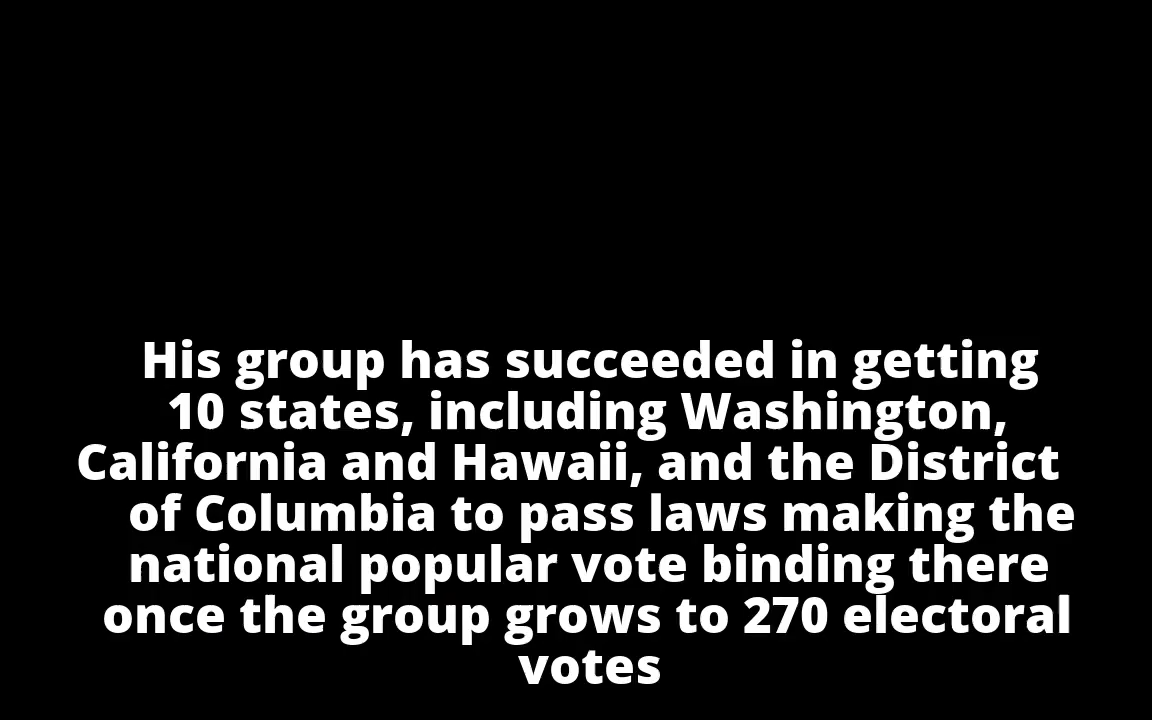 His group has succeeded in getting
10 states, including Washington,
California and Hawaii, and the District
of Columbia to pass laws making the
national popular vote binding there
once the group grows to 270 electoral
votes